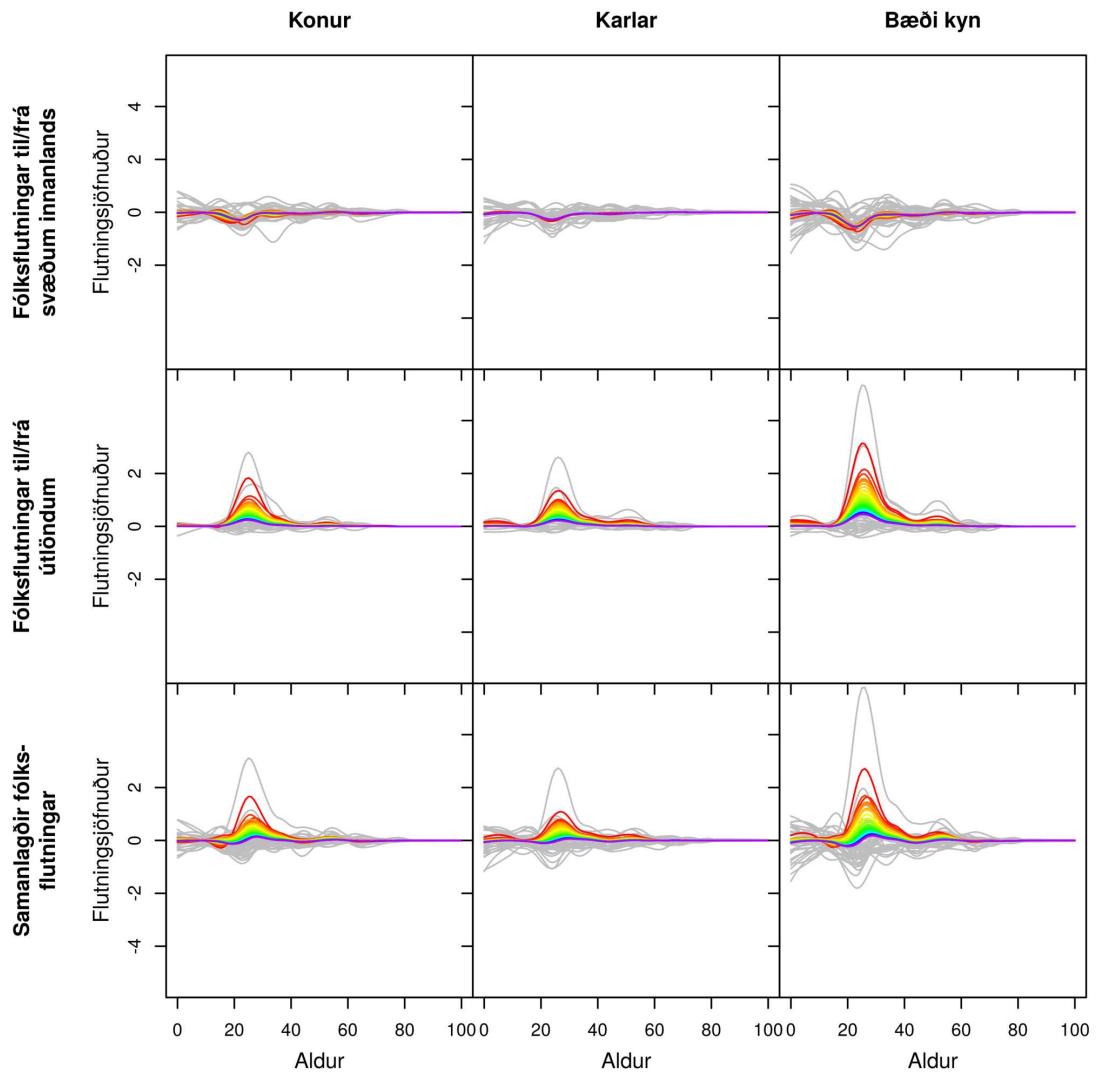 Konur
Karlar
Bæði kyn
Fólksflutningar til/frá
svæðum innanlands
Flutningsjöfnuður
4
2
0
-2
Fólksflutningar til/frá
útlöndum
Flutningsjöfnuður
2
0
-2
Samanlagðir fólks-
flutningar
Flutningsjöfnuður
2
0
-2
-4
0 20 40 60 80 100
0 20 40 60 80 100
0 20 40 60 80 100
Aldur
Aldur
Aldur